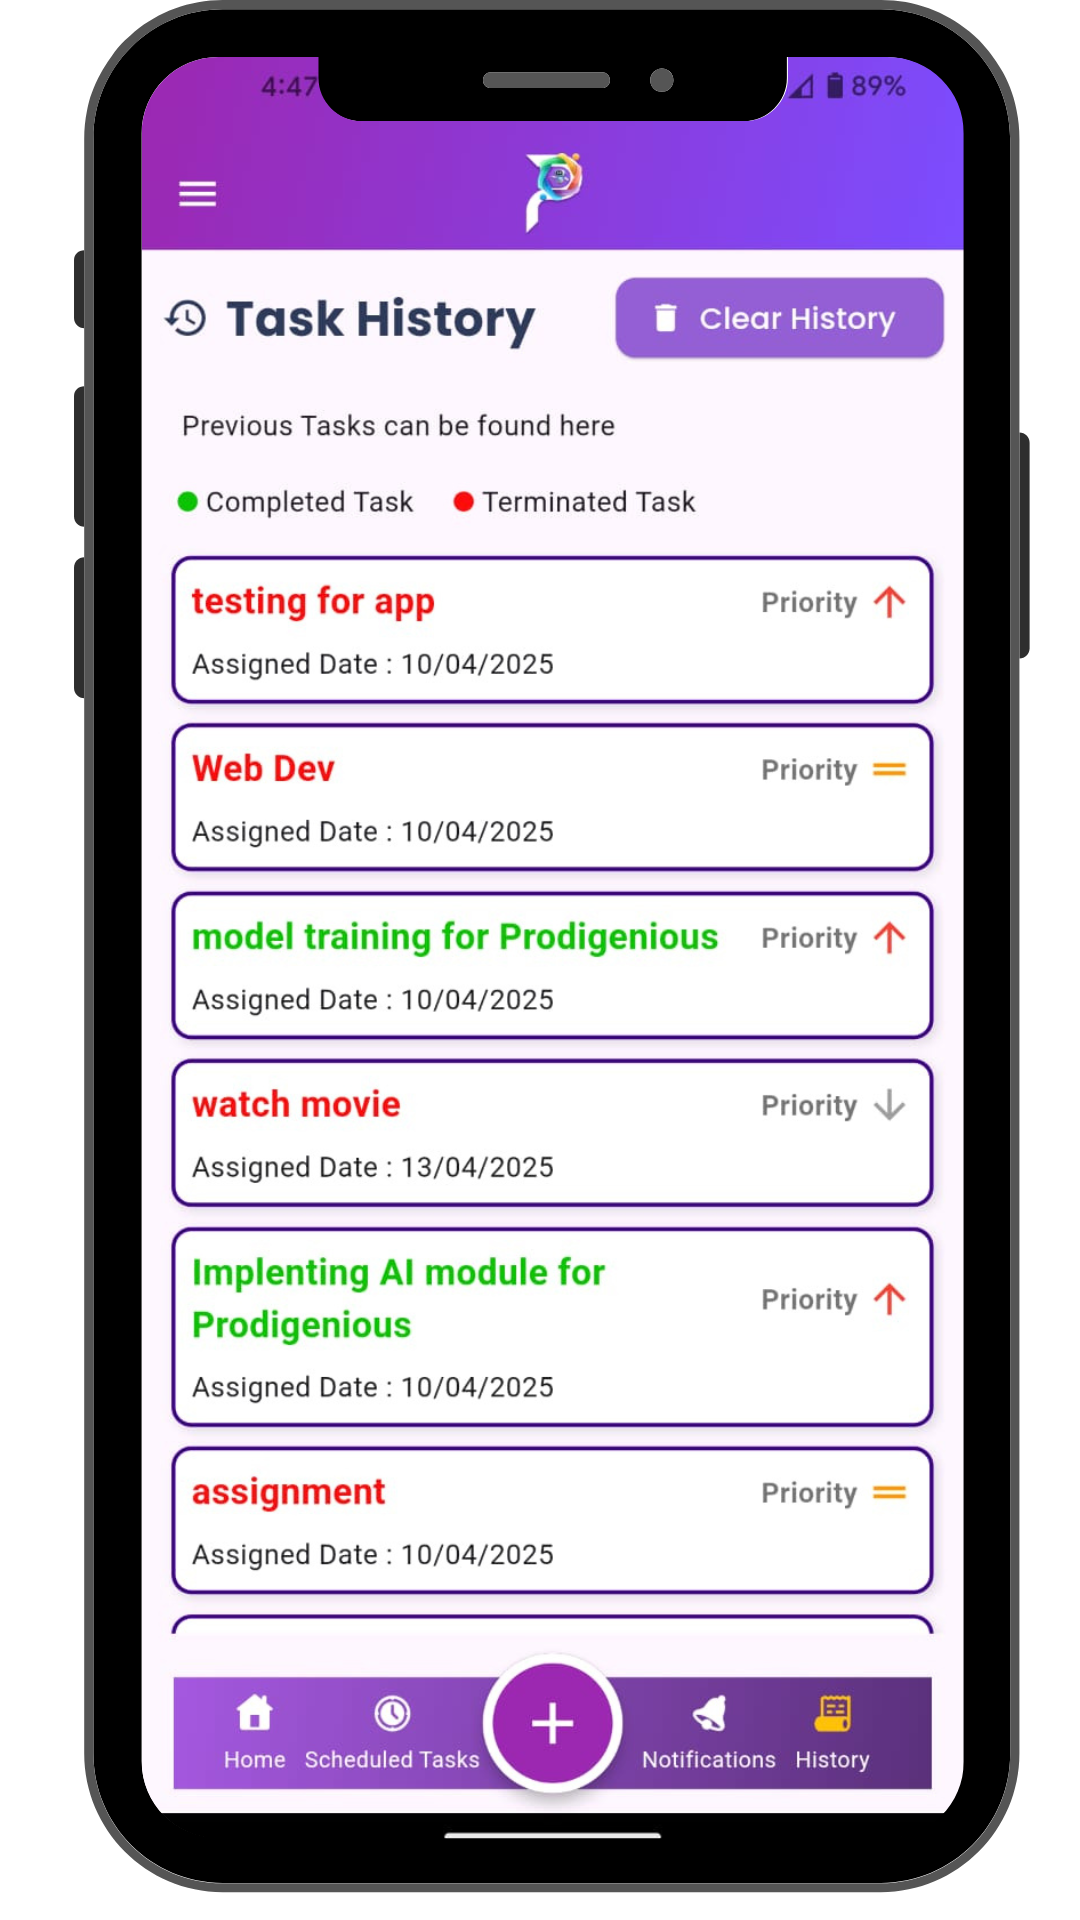 4:47
89%
Task History
Clear History
Previous Tasks can be found here
Completed Task
Terminated Task
testing for app
Priority
Assigned Date : 10/04/2025
Web Dev
Priority
Assigned Date : 10/04/2025
model training for Prodigenious
Priority
Assigned Date : 10/04/2025
watch movie
Priority
Assigned Date : 13/04/2025
Implenting AI module for
Prodigenious
Priority
Assigned Date : 10/04/2025
assignment
Priority
Assigned Date : 10/04/2025
Home
Scheduled Tasks
Notifications
History